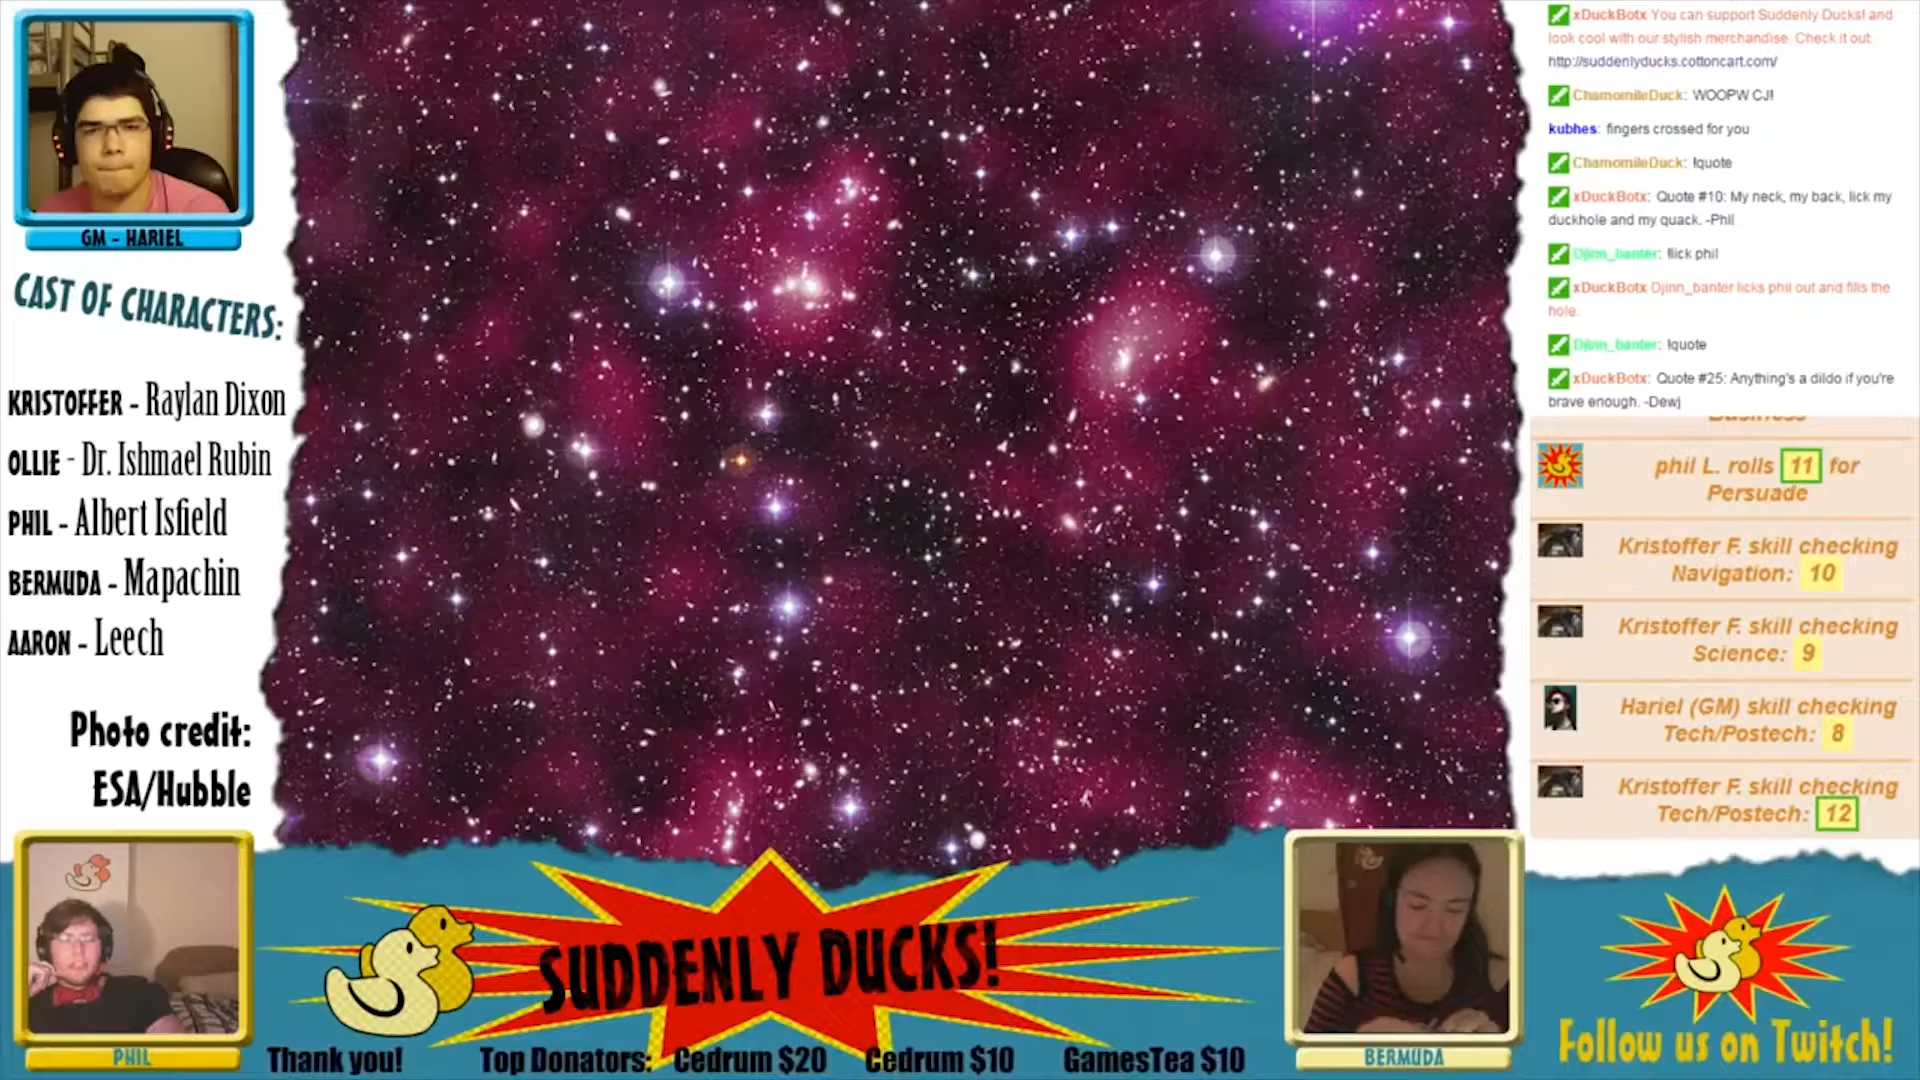 GM - HARIEL
CAST OF CHARACTERS:
KRISTOFFER - Raylan Dixon
OLLIE - Dr. Ishmael Rubin
PHIL - Albert Isfield
BERMUDA - Mapachin
AARON - Leech
Photo credit:
ESA/Hubble
PHIL
xDuckBotx You can support Suddenly Ducks! and
look cool with our stylish merchandise. Check it out:
http://suddenlyducks.cottoncart.com/
ChamomileDuck: WOOPW CJ!
kubhes: fingers crossed for you
ChamomileDuck: !quote
xDuckBotx: Quote #10: My neck, my back, lick my
duckhole and my quack. -Phil
Djinn_banter: !lick phil
xDuckBotx Djinn_banter licks phil out and fills the
hole.
Djinn_banter: !quote
xDuckBotx: Quote #25: Anything's a dildo if you're
brave enough. -Dewj
Business
phil L. rolls 11 for
Persuade
Kristoffer F. skill checking
Navigation: 10
Kristoffer F. skill checking
Science: 9
Hariel (GM) skill checking
Tech/Postech: 8
Kristoffer F. skill checking
Tech/Postech: 12
SUDDENLY DUCKS!
BERMUDA
Follow us on Twitch!
Thank you! Top Donators: Cedrum $20 Cedrum $10 GamesTea $10